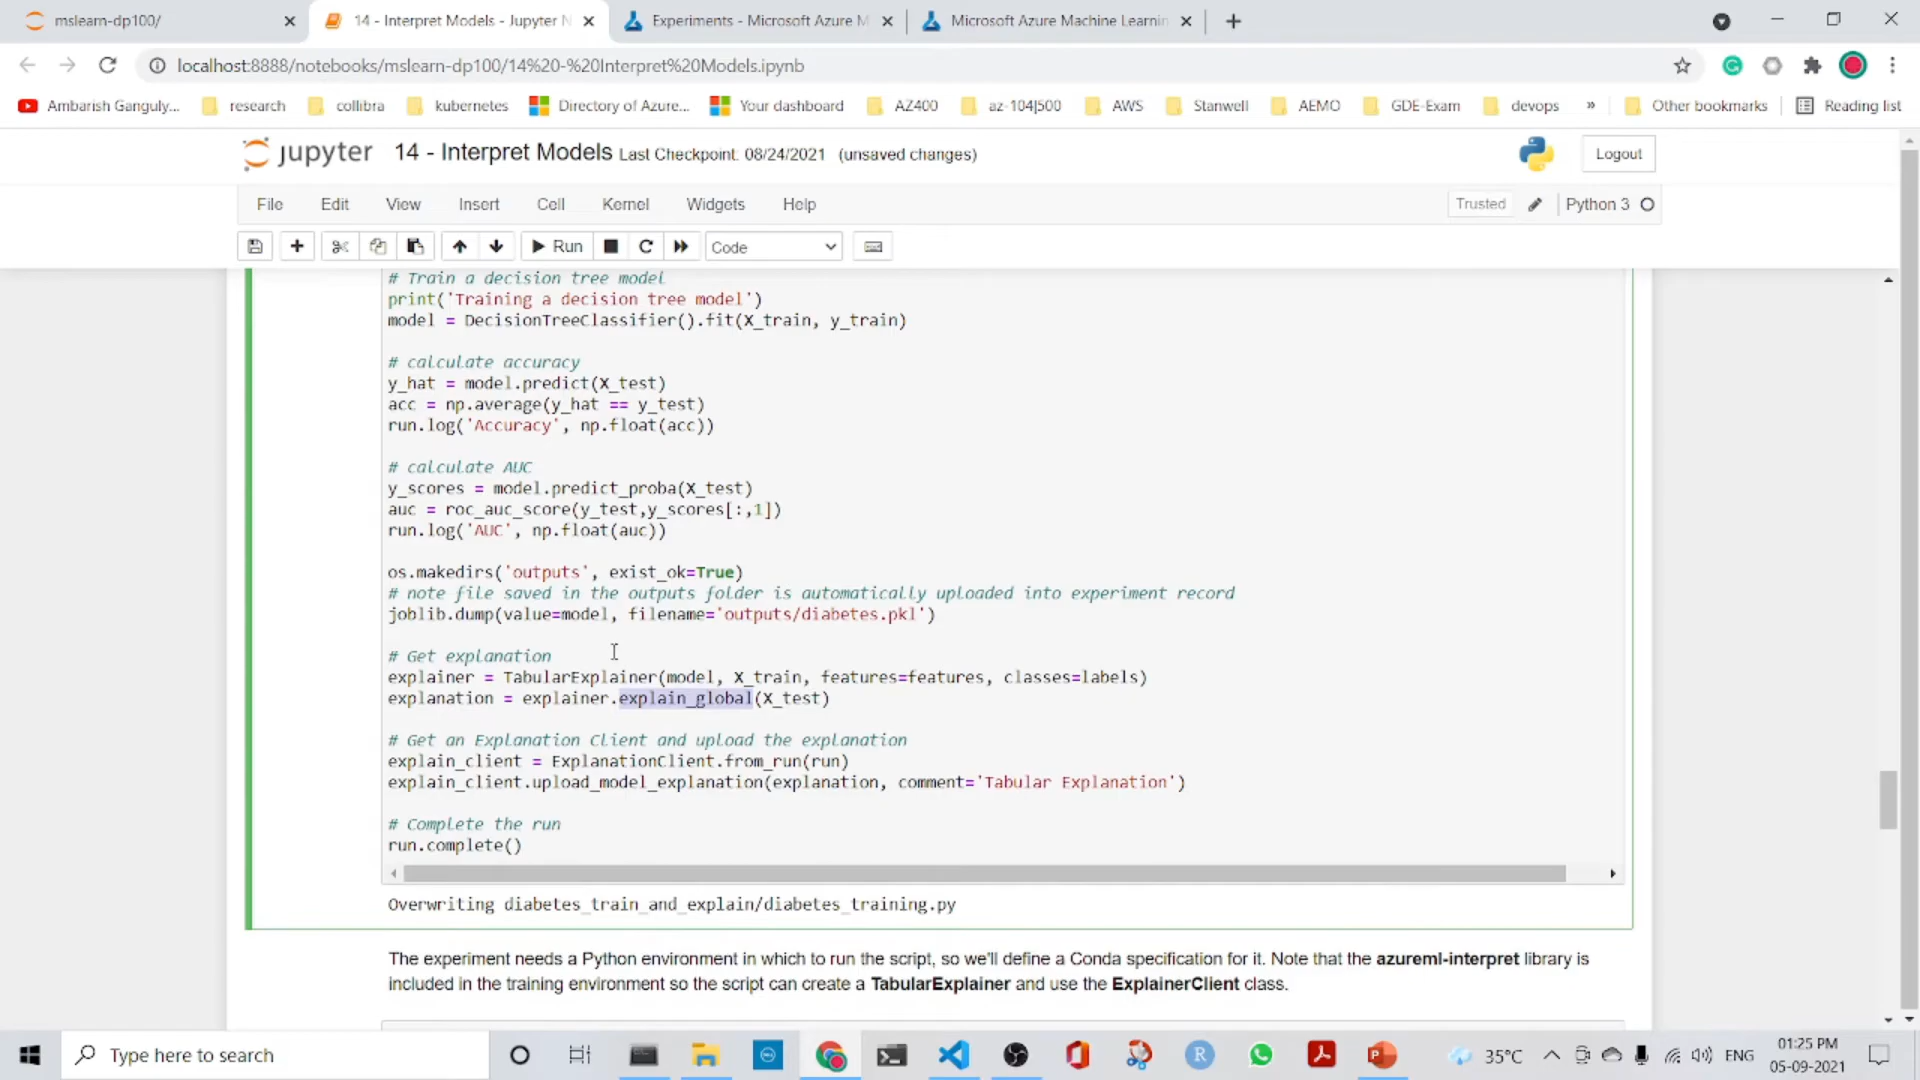 mslearn-dp100/
14 - Interpret Models - Jupyter N
Experiments - Microsoft Azure M
Microsoft Azure Machine Learnin
localhost:8888/notebooks/mslearn-dp100/14%20-%20Interpret%20Models.ipynb
Ambarish Ganguly... research collibra kubernetes Directory of Azure... Your dashboard AZ400 az-104|500 AWS Stanwell AEMO GDE-Exam devops » Other bookmarks Reading list
jupyter 14 - Interpret Models Last Checkpoint: 08/24/2021 (unsaved changes) Logout
File Edit View Insert Cell Kernel Widgets Help Trusted Python 3
Run Code
# Train a decision tree model
print('Training a decision tree model')
model = DecisionTreeClassifier().fit(X_train, y_train)
# calculate accuracy
y_hat = model.predict(X_test)
acc = np.average(y_hat == y_test)
run.log('Accuracy', np.float(acc))
# calculate AUC
y_scores = model.predict_proba(X_test)
auc = roc_auc_score(y_test,y_scores[:,1])
run.log('AUC', np.float(auc))
os.makedirs('outputs', exist_ok=True)
# note file saved in the outputs folder is automatically uploaded into experiment record
joblib.dump(value=model, filename='outputs/diabetes.pkl')
# Get explanation
explainer = TabularExplainer(model, X_train, features=features, classes=labels)
explanation = explainer.explain_global(X_test)
# Get an Explanation Client and upload the explanation
explain_client = ExplanationClient.from_run(run)
explain_client.upload_model_explanation(explanation, comment='Tabular Explanation')
# Complete the run
run.complete()
Overwriting diabetes_train_and_explain/diabetes_training.py
The experiment needs a Python environment in which to run the script, so we'll define a Conda specification for it. Note that the azureml-interpret library is
included in the training environment so the script can create a TabularExplainer and use the ExplainerClient class.
Type here to search
35°C
ENG
01:25 PM
05-09-2021